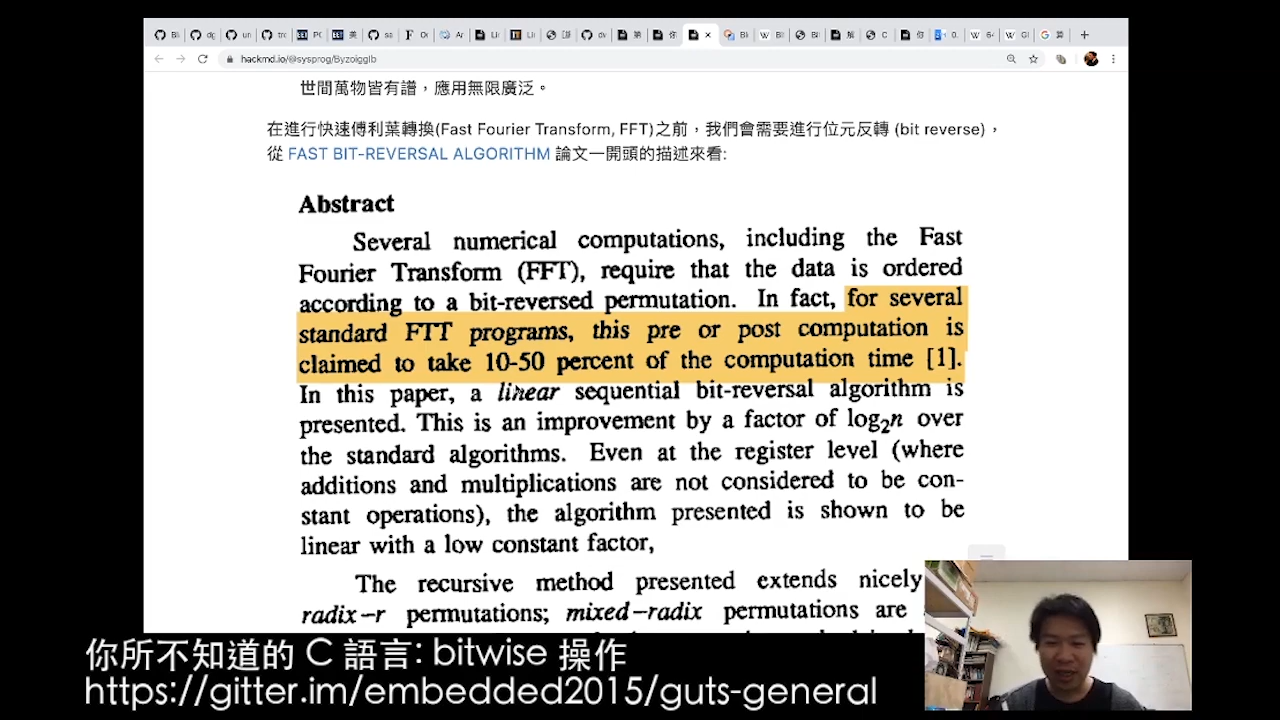 hackmd.io/@sysprog/ByzoiggIb
世間萬物皆有譜，應用無限廣泛。
在進行快速傅利葉轉換(Fast Fourier Transform, FFT)之前，我們會需要進行位元反轉 (bit reverse)，
從 FAST BIT-REVERSAL ALGORITHM 論文一開頭的描述來看:
Abstract
Several numerical computations, including the Fast
Fourier Transform (FFT), require that the data is ordered
according to a bit-reversed permutation. In fact, for several
standard FTT programs, this pre or post computation is
claimed to take 10-50 percent of the computation time [1].
In this paper, a linear sequential bit-reversal algorithm is
presented. This is an improvement by a factor of log₂n over
the standard algorithms. Even at the register level (where
additions and multiplications are not considered to be con-
stant operations), the algorithm presented is shown to be
linear with a low constant factor,
The recursive method presented extends nicely
radix-r permutations; mixed-radix permutations are
你所不知道的 C 語言: bitwise 操作
https://gitter.im/embedded2015/guts-general